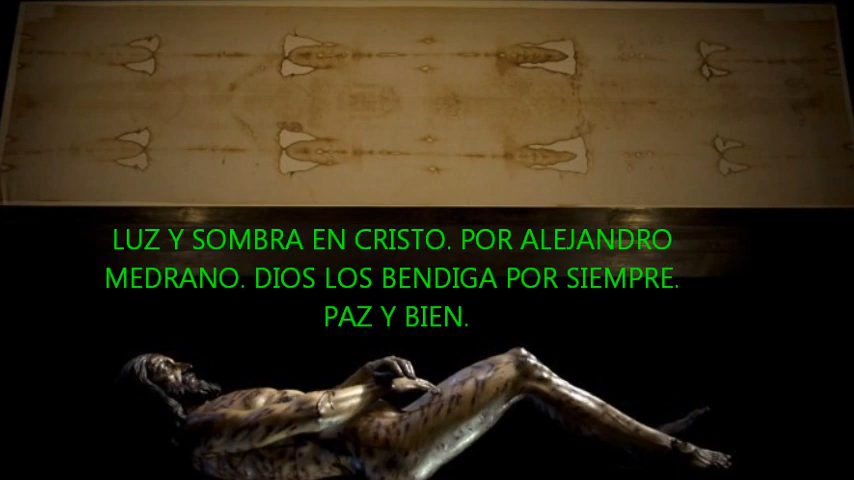 LUZ Y SOMBRA EN CRISTO. POR ALEJANDRO
MEDRANO. DIOS LOS BENDIGA POR SIEMPRE.
PAZ Y BIEN.